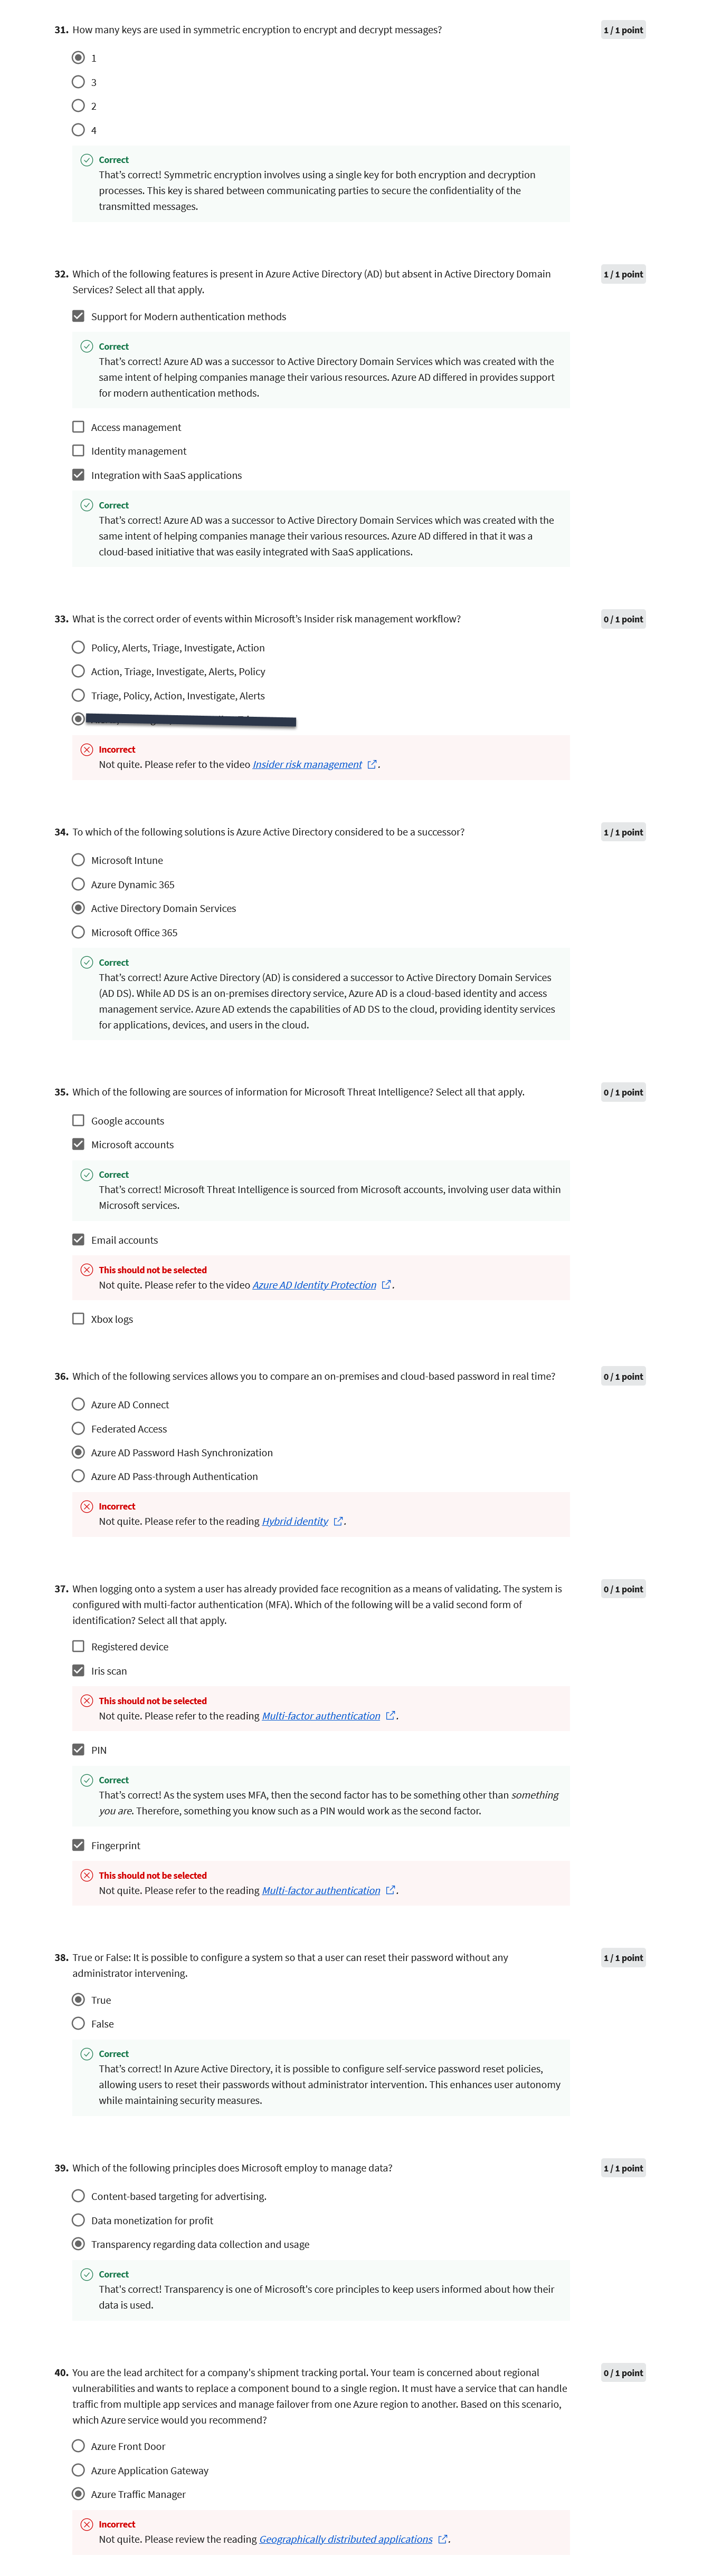 31. How many keys are used in symmetric encryption to encrypt and decrypt messages?
1 / 1 point
1
3
2
4
Correct
That's correct! Symmetric encryption involves using a single key for both encryption and decryption
processes. This key is shared between communicating parties to secure the confidentiality of the
transmitted messages.
32. Which of the following features is present in Azure Active Directory (AD) but absent in Active Directory Domain
Services? Select all that apply.
1 / 1 point
Support for Modern authentication methods
Correct
That's correct! Azure AD was a successor to Active Directory Domain Services which was created with the
same intent of helping companies manage their various resources. Azure AD differed in provides support
for modern authentication methods.
Access management
Identity management
Integration with SaaS applications
Correct
That's correct! Azure AD was a successor to Active Directory Domain Services which was created with the
same intent of helping companies manage their various resources. Azure AD differed in that it was a
cloud-based initiative that was easily integrated with SaaS applications.
33. What is the correct order of events within Microsoft's Insider risk management workflow?
0 / 1 point
Policy, Alerts, Triage, Investigate, Action
Action, Triage, Investigate, Alerts, Policy
Triage, Policy, Action, Investigate, Alerts
Incorrect
Not quite. Please refer to the video Insider risk management.
34. To which of the following solutions is Azure Active Directory considered to be a successor?
1 / 1 point
Microsoft Intune
Azure Dynamic 365
Active Directory Domain Services
Microsoft Office 365
Correct
That's correct! Azure Active Directory (AD) is considered a successor to Active Directory Domain Services
(AD DS). While AD DS is an on-premises directory service, Azure AD is a cloud-based identity and access
management service. Azure AD extends the capabilities of AD DS to the cloud, providing identity services
for applications, devices, and users in the cloud.
35. Which of the following are sources of information for Microsoft Threat Intelligence? Select all that apply.
0 / 1 point
Google accounts
Microsoft accounts
Correct
That's correct! Microsoft Threat Intelligence is sourced from Microsoft accounts, involving user data within
Microsoft services.
Email accounts
This should not be selected
Not quite. Please refer to the video Azure AD Identity Protection.
Xbox logs
36. Which of the following services allows you to compare an on-premises and cloud-based password in real time?
0 / 1 point
Azure AD Connect
Federated Access
Azure AD Password Hash Synchronization
Azure AD Pass-through Authentication
Incorrect
Not quite. Please refer to the reading Hybrid identity.
37. When logging onto a system a user has already provided face recognition as a means of validating. The system is
configured with multi-factor authentication (MFA). Which of the following will be a valid second form of
identification? Select all that apply.
0 / 1 point
Registered device
Iris scan
This should not be selected
Not quite. Please refer to the reading Multi-factor authentication.
PIN
Correct
That's correct! As the system uses MFA, then the second factor has to be something other than something
you are. Therefore, something you know such as a PIN would work as the second factor.
Fingerprint
This should not be selected
Not quite. Please refer to the reading Multi-factor authentication.
38. True or False: It is possible to configure a system so that a user can reset their password without any
administrator intervening.
1 / 1 point
True
False
Correct
That's correct! In Azure Active Directory, it is possible to configure self-service password reset policies,
allowing users to reset their passwords without administrator intervention. This enhances user autonomy
while maintaining security measures.
39. Which of the following principles does Microsoft employ to manage data?
1 / 1 point
Content-based targeting for advertising.
Data monetization for profit
Transparency regarding data collection and usage
Correct
That's correct! Transparency is one of Microsoft's core principles to keep users informed about how their
data is used.
40. You are the lead architect for a company's shipment tracking portal. Your team is concerned about regional
vulnerabilities and wants to replace a component bound to a single region. It must have a service that can handle
traffic from multiple app services and manage failover from one Azure region to another. Based on this scenario,
which Azure service would you recommend?
0 / 1 point
Azure Front Door
Azure Application Gateway
Azure Traffic Manager
Incorrect
Not quite. Please review the reading Geographically distributed applications.